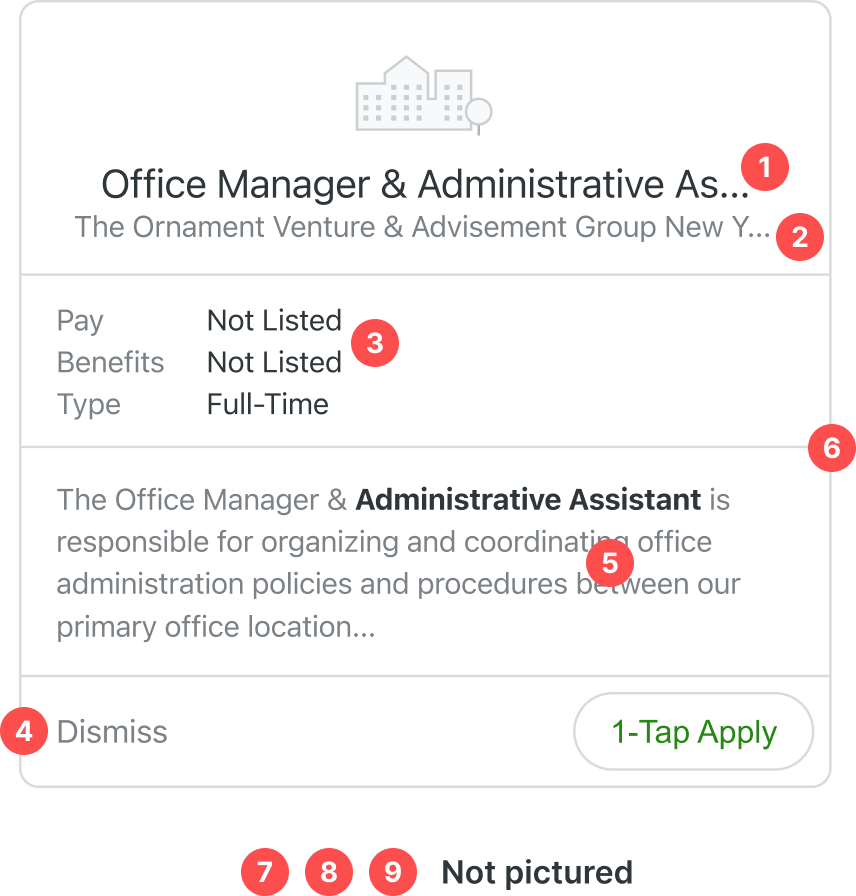 Office Manager & Administrative As... 1
The Ornament Venture & Advisement Group New Y... 2
Pay Not Listed
3
Benefits Not Listed
Type Full-Time
6
The Office Manager & Administrative Assistant is
responsible for organizing and coordinating office
5
administration policies and procedures between our
primary office location...
4 Dismiss 1-Tap Apply
7 8 9 Not pictured